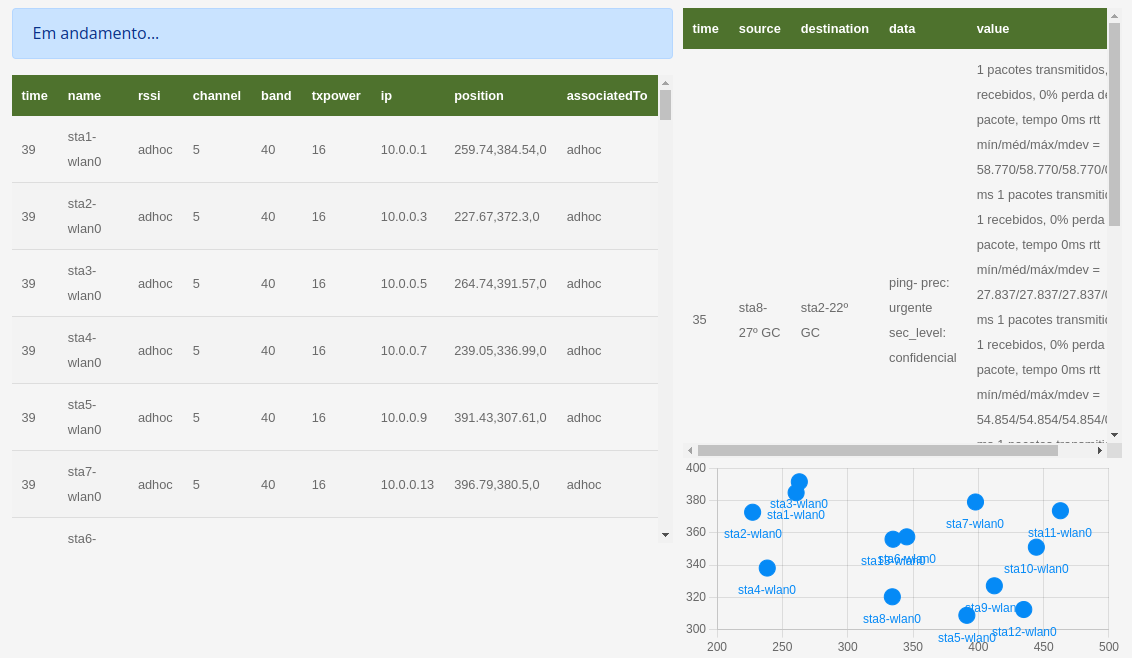 Em andamento...
time name rssi channel band txpower ip position associatedTo
39 sta1-wlan0 adhoc 5 40 16 10.0.0.1 259.74,384.54,0 adhoc
39 sta2-wlan0 adhoc 5 40 16 10.0.0.3 227.67,372.3,0 adhoc
39 sta3-wlan0 adhoc 5 40 16 10.0.0.5 264.74,391.57,0 adhoc
39 sta4-wlan0 adhoc 5 40 16 10.0.0.7 239.05,336.99,0 adhoc
39 sta5-wlan0 adhoc 5 40 16 10.0.0.9 391.43,307.61,0 adhoc
39 sta7-wlan0 adhoc 5 40 16 10.0.0.13 396.79,380.5,0 adhoc
sta6-
time source destination data value
35
sta8-
27º GC
sta2-22º
GC
ping- prec:
urgente
sec_level:
confidencial
1 pacotes transmitidos,
recebidos, 0% perda de
pacote, tempo 0ms rtt
mín/méd/máx/mdev =
58.770/58.770/58.770/
ms 1 pacotes transmitid
1 recebidos, 0% perda
pacote, tempo 0ms rtt
mín/méd/máx/mdev =
27.837/27.837/27.837/
ms 1 pacotes transmitid
1 recebidos, 0% perda
pacote, tempo 0ms rtt
mín/méd/máx/mdev =
54.854/54.854/54.854/
400
380
360
340
320
300
200 250 300 350 400 450 500
sta3-wlan0
sta1-wlan0
sta2-wlan0
sta7-wlan0
sta11-wlan0
sta6-wlan0
sta13-wlan0
sta10-wlan0
sta4-wlan0
sta9-wlan0
sta8-wlan0
sta12-wlan0
sta5-wlan0